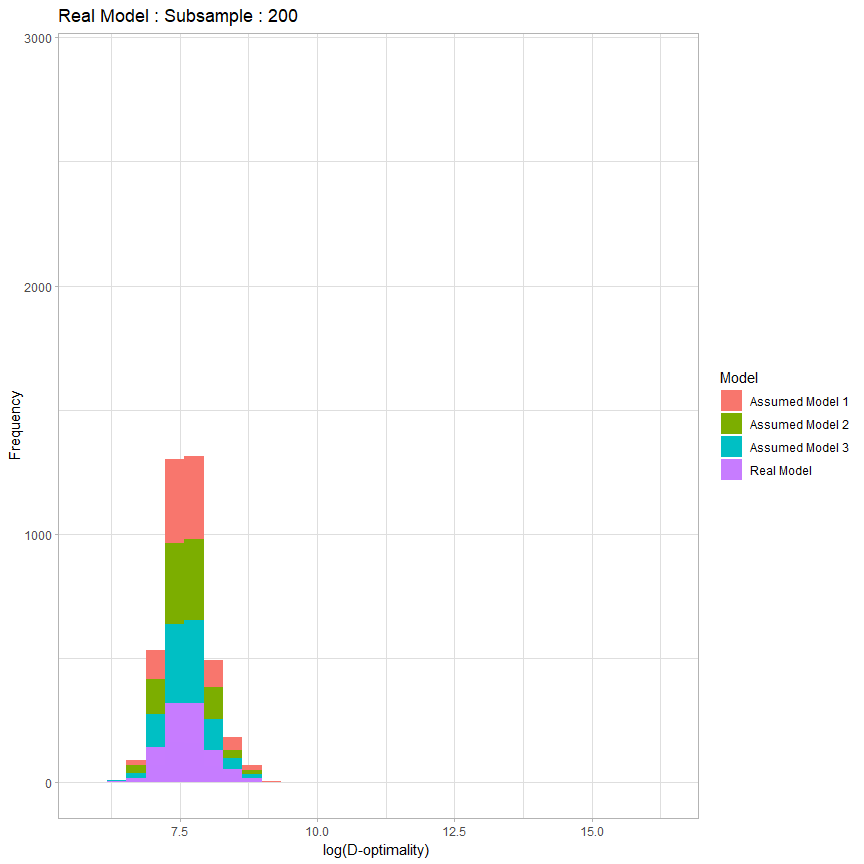 Real Model : Subsample : 200
3000
2000
1000
0
Frequency
7.5
10.0
12.5
15.0
log(D-optimality)
Model
Assumed Model 1
Assumed Model 2
Assumed Model 3
Real Model